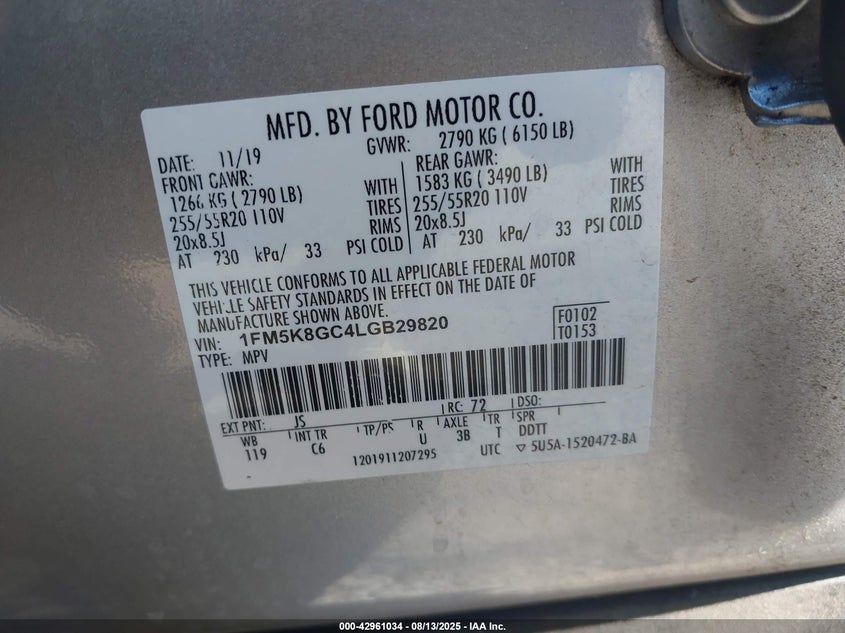 MFD. BY FORD MOTOR CO.
DATE: 11/19 GVWR: 2790 KG ( 6150 LB)
FRONT GAWR: REAR GAWR:
1266 KG ( 2790 LB) WITH 1583 KG ( 3490 LB) WITH
255/55R20 110V TIRES 255/55R20 110V TIRES
20x8.5J RIMS 20x8.5J RIMS
AT 230 kPa/ 33 PSI COLD AT 230 kPa/ 33 PSI COLD
THIS VEHICLE CONFORMS TO ALL APPLICABLE FEDERAL MOTOR
VEHICLE SAFETY STANDARDS IN EFFECT ON THE DATE OF
MANUFACTURE SHOWN ABOVE.
VIN: 1FM5K8GC4LGB29820 F0102
TYPE: MPV T0153
EXT PNT: JS RC: 72 DSO:
WB INT TR TP/PS R AXLE TR SPR
119 C6 U 3B T DDTT
1201911207295 UTC ▽ 5U5A-1520472-BA
000-42961034 - 08/13/2025 - IAA Inc.